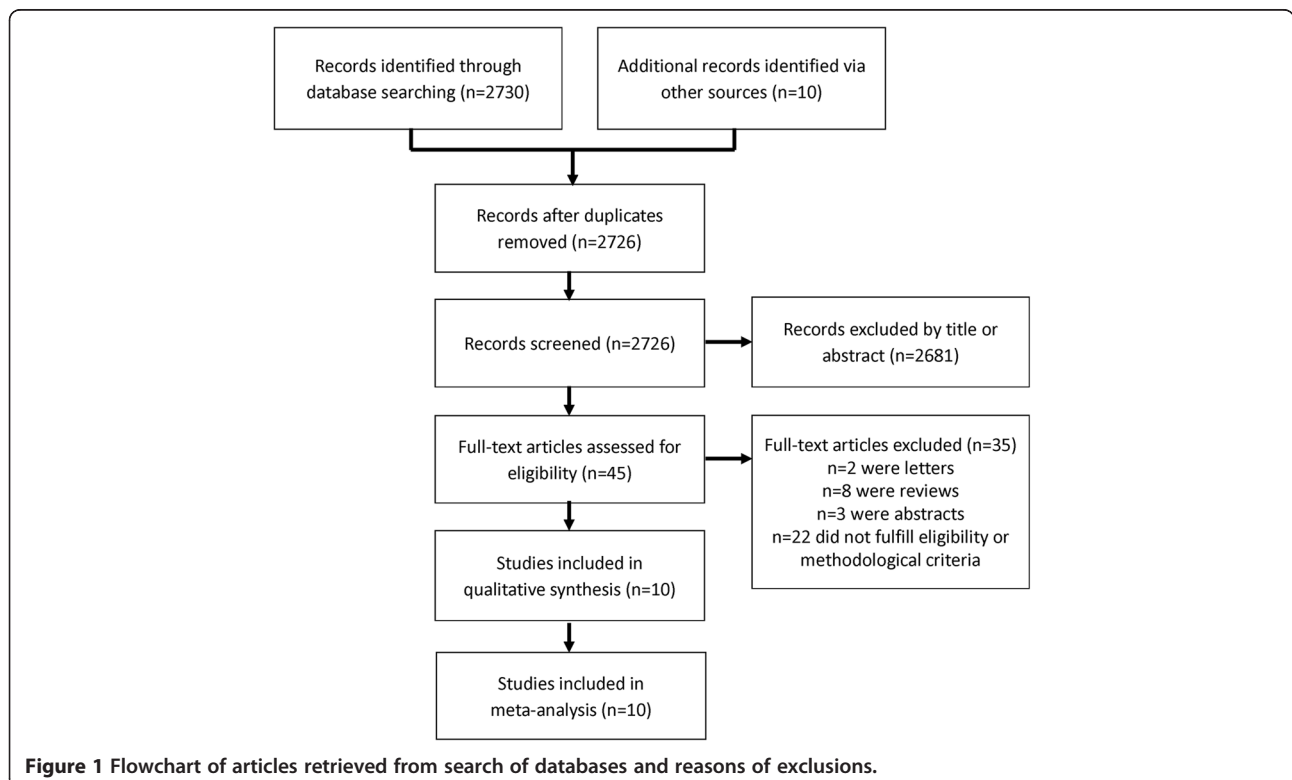 Records identified through
database searching (n=2730)
Additional records identified via
other sources (n=10)
Records after duplicates
removed (n=2726)
Records screened (n=2726)
Records excluded by title or
abstract (n=2681)
Full-text articles assessed for
eligibility (n=45)
Full-text articles excluded (n=35)
n=2 were letters
n=8 were reviews
n=3 were abstracts
n=22 did not fulfill eligibility or
methodological criteria
Studies included in
qualitative synthesis (n=10)
Studies included in
meta-analysis (n=10)
Figure 1 Flowchart of articles retrieved from search of databases and reasons of exclusions.